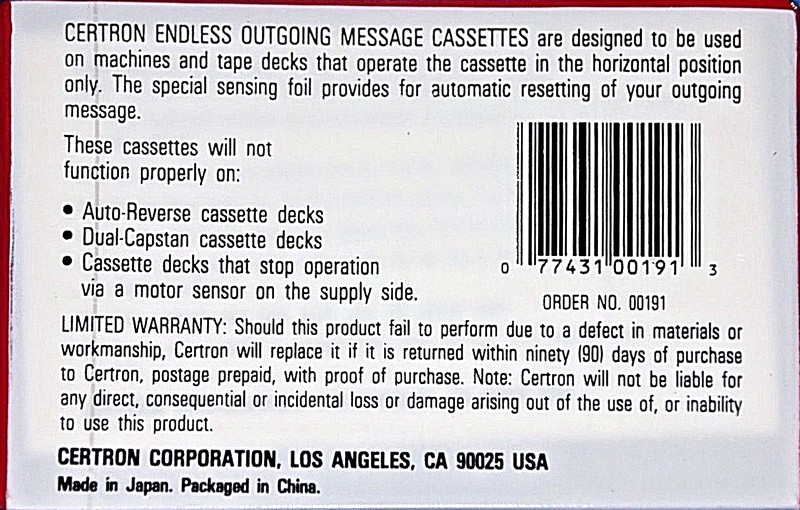 CERTRON ENDLESS OUTGOING MESSAGE CASSETTES are designed to be used
on machines and tape decks that operate the cassette in the horizontal position
only. The special sensing foil provides for automatic resetting of your outgoing
message.
These cassettes will not
function properly on:
• Auto-Reverse cassette decks
• Dual-Capstan cassette decks
• Cassette decks that stop operation
via a motor sensor on the supply side.
0 77431 00191 3
ORDER NO. 00191
LIMITED WARRANTY: Should this product fail to perform due to a defect in materials or
workmanship, Certron will replace it if it is returned within ninety (90) days of purchase
to Certron, postage prepaid, with proof of purchase. Note: Certron will not be liable for
any direct, consequential or incidental loss or damage arising out of the use of, or inability
to use this product.
CERTRON CORPORATION, LOS ANGELES, CA 90025 USA
Made in Japan. Packaged in China.